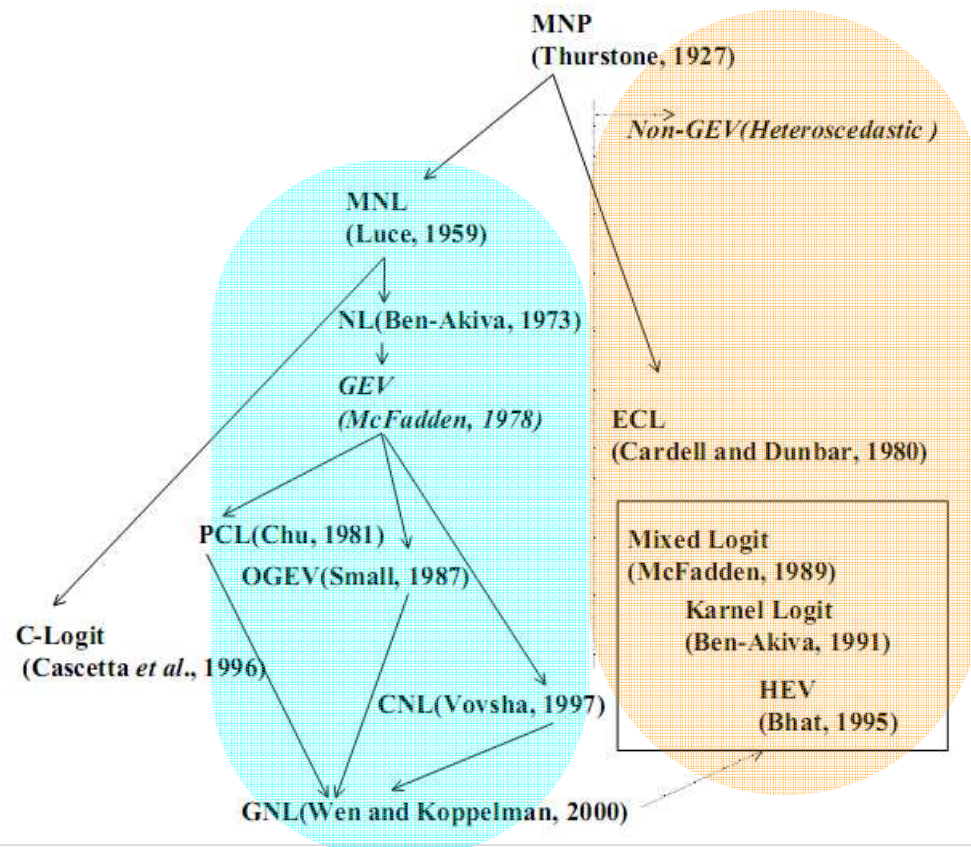 MNP
(Thurstone, 1927)
Non-GEV(Heteroscedastic )
MNL
(Luce, 1959)
NL(Ben-Akiva, 1973)
GEV
(McFadden, 1978)
ECL
(Cardell and Dunbar, 1980)
PCL(Chu, 1981)
OGEV(Small, 1987)
Mixed Logit
(McFadden, 1989)
Karnel Logit
(Ben-Akiva, 1991)
C-Logit
(Cascetta et al., 1996)
HEV
(Bhat, 1995)
CNL(Vovsha, 1997)
GNL(Wen and Koppelman, 2000)